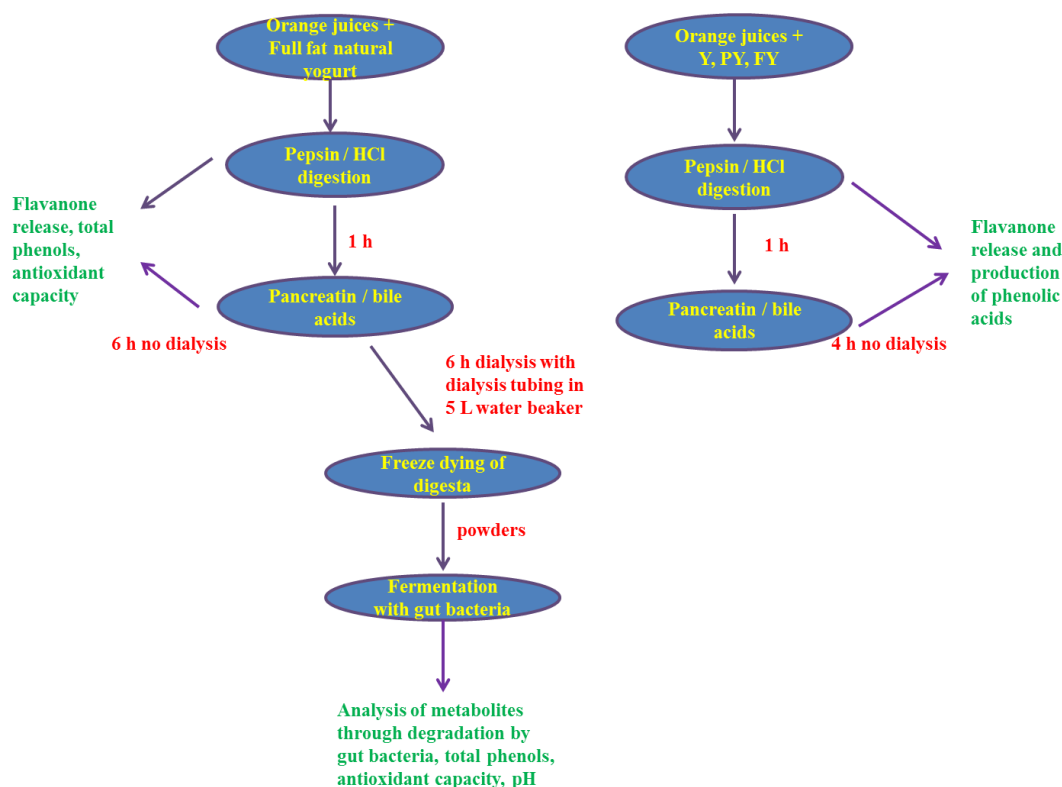 Orange juices +
Full fat natural
yogurt
Pepsin / HCl
digestion
Flavanone
release, total
phenols,
antioxidant
capacity
1 h
Pancreatin / bile
acids
6 h no dialysis
6 h dialysis with
dialysis tubing in
5 L water beaker
Freeze dying of
digesta
powders
Fermentation
with gut bacteria
Analysis of metabolites
through degradation by
gut bacteria, total phenols,
antioxidant capacity, pH
Orange juices +
Y, PY, FY
Pepsin / HCl
digestion
1 h
Flavanone
release and
production
of phenolic
acids
Pancreatin / bile
acids
4 h no dialysis